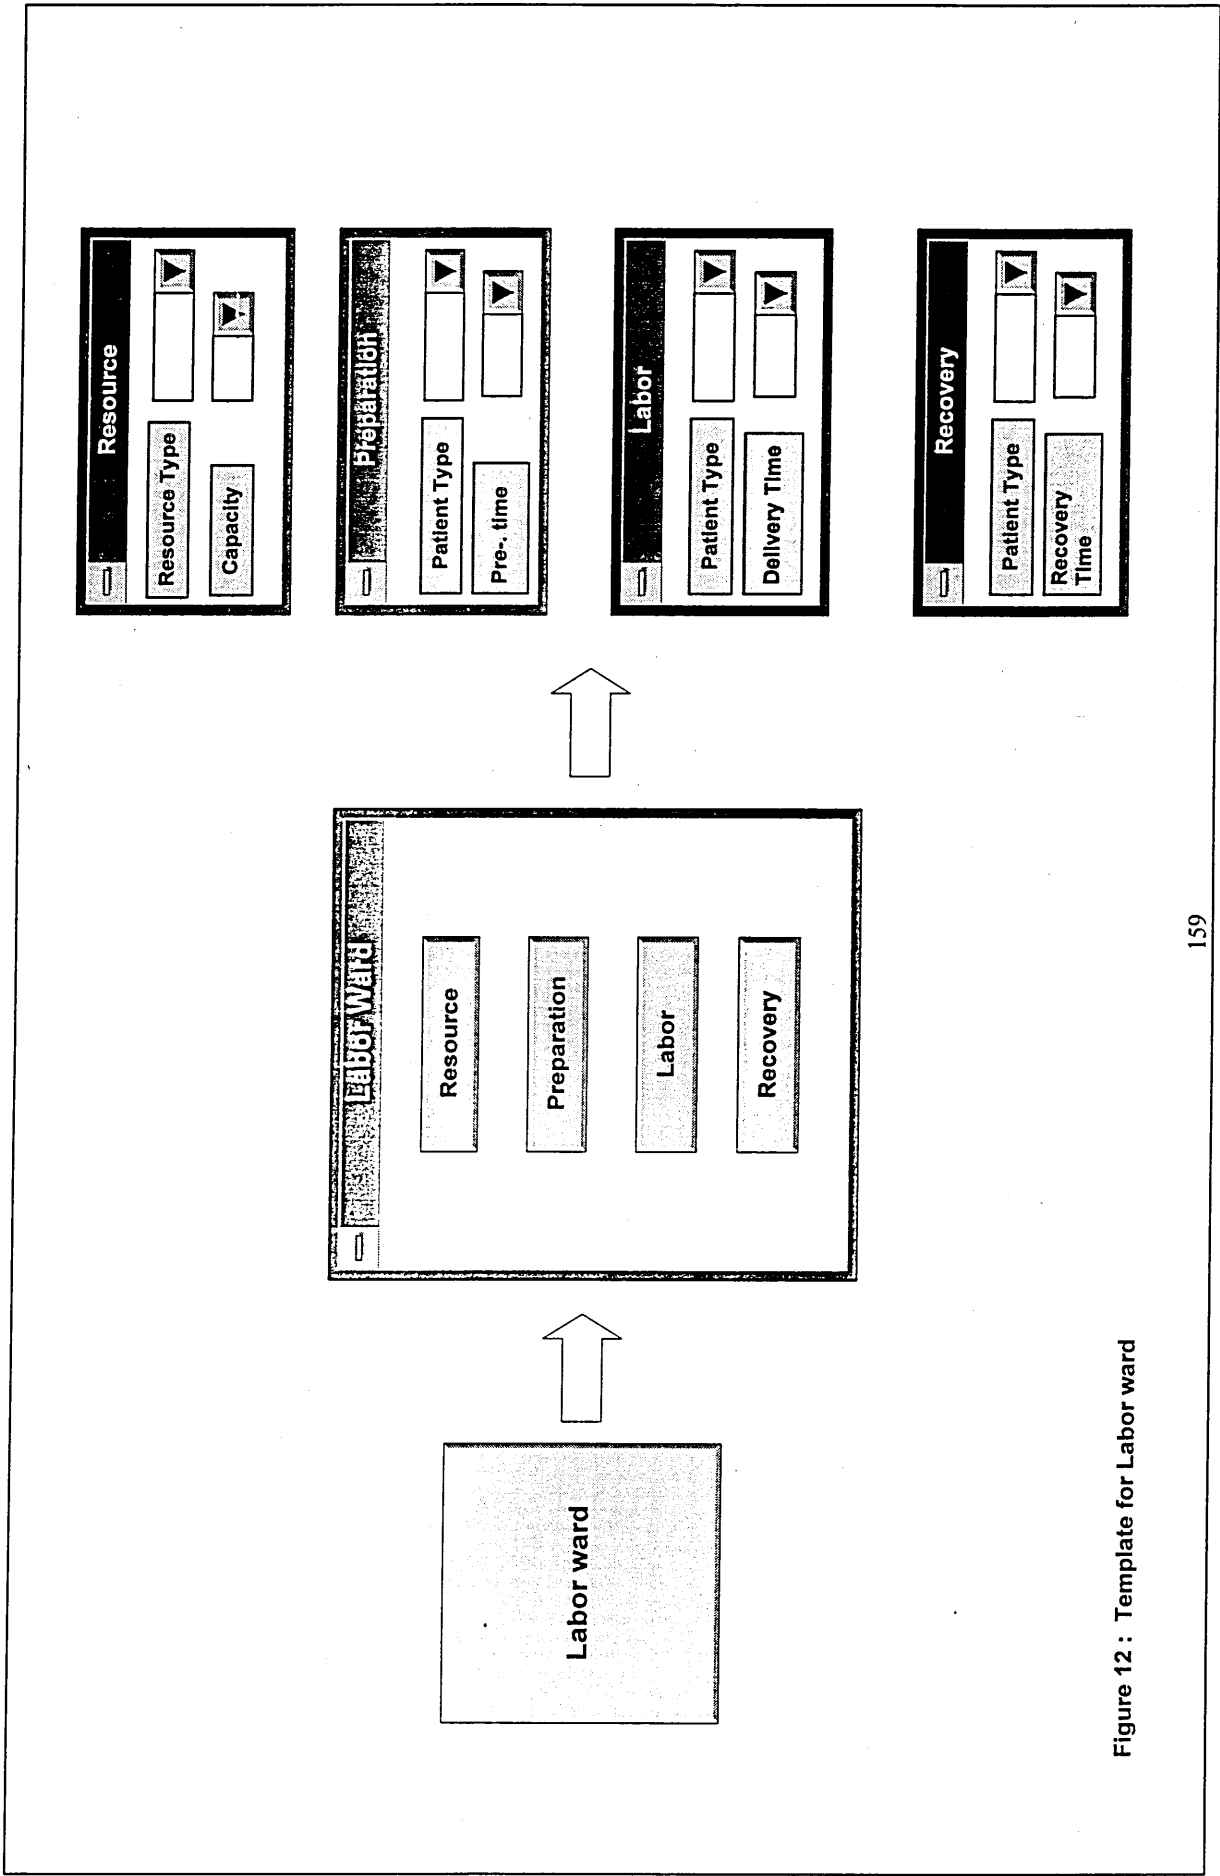 Labor ward
Labor Ward
Resource
Preparation
Labor
Recovery
Resource
Resource Type
Capacity
Preparation
Patient Type
Pre-. time
Labor
Patient Type
Delivery Time
Recovery
Patient Type
Recovery
Time
Figure 12 : Template for Labor ward
159